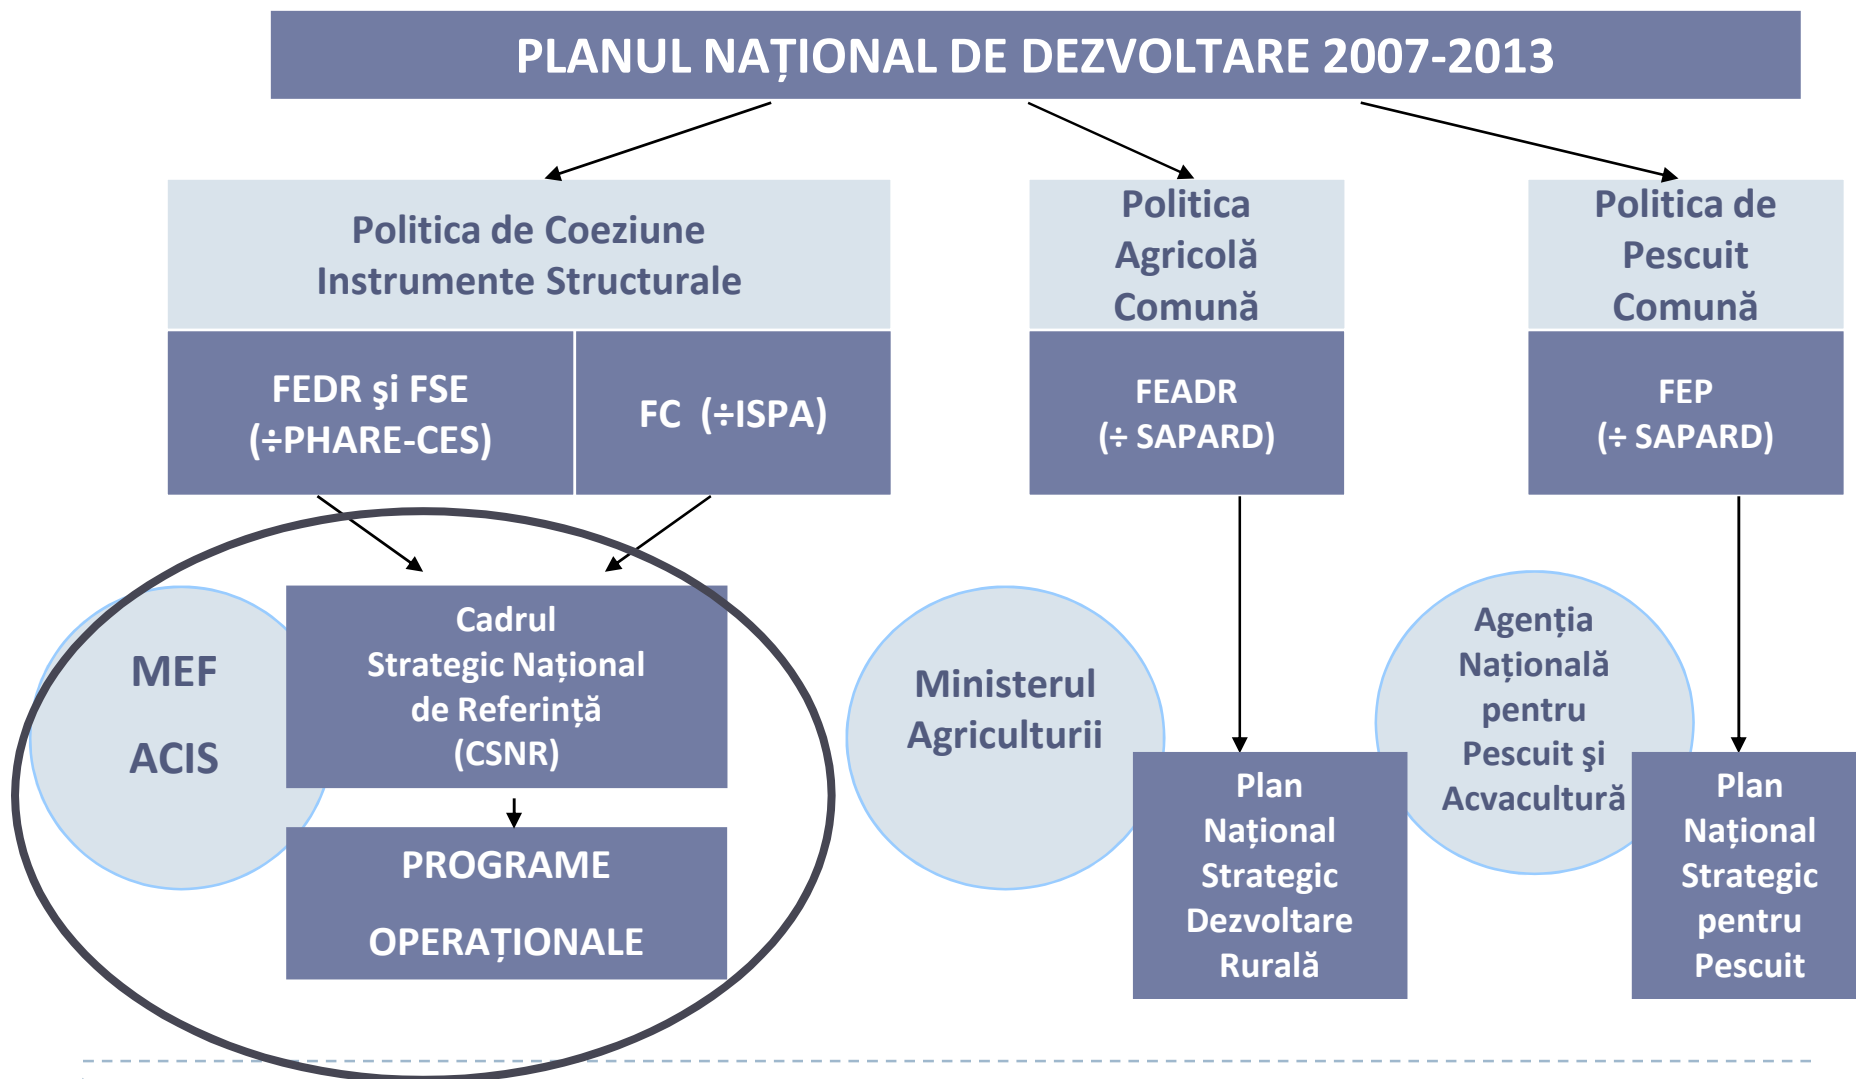 PLANUL NAȚIONAL DE DEZVOLTARE 2007-2013
Politica de Coeziune
Instrumente Structurale
Politica
Agricolă
Comună
Politica de
Pescuit
Comună
FEDR şi FSE
(÷PHARE-CES)
FC (÷ISPA)
FEADR
(÷ SAPARD)
FEP
(÷ SAPARD)
MEF
ACIS
Cadrul
Strategic Național
de Referință
(CSNR)
PROGRAME
OPERAȚIONALE
Ministerul
Agriculturii
Plan
Național
Strategic
Dezvoltare
Rurală
Agenția
Națională
pentru
Pescuit şi
Acvacultură
Plan
Național
Strategic
pentru
Pescuit